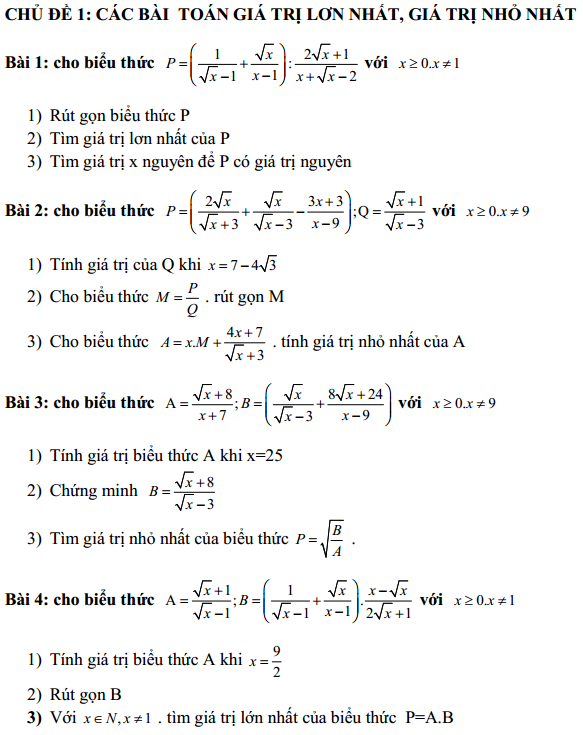 CHỦ ĐỀ 1: CÁC BÀI TOÁN GIÁ TRỊ LƠN NHẤT, GIÁ TRỊ NHỎ NHẤT
Bài 1: cho biểu thức P = (1/(√x−1) + √x/(x−1)) : (2√x+1)/(x+√x−2) với x ≥ 0.x ≠ 1
1) Rút gọn biểu thức P
2) Tìm giá trị lơn nhất của P
3) Tìm giá trị x nguyên để P có giá trị nguyên
Bài 2: cho biểu thức P = (2√x/(√x+3) + √x/(√x−3) − (3x+3)/(x−9)); Q = (√x+1)/(√x−3) với x ≥ 0.x ≠ 9
1) Tính giá trị của Q khi x = 7 − 4√3
2) Cho biểu thức M = P/Q . rút gọn M
3) Cho biểu thức A = x.M + (4x+7)/(√x+3) . tính giá trị nhỏ nhất của A
Bài 3: cho biểu thức A = (√x+8)/(x+7); B = (√x/(√x−3) + (8√x+24)/(x−9)) với x ≥ 0.x ≠ 9
1) Tính giá trị biểu thức A khi x=25
2) Chứng minh B = (√x+8)/(√x−3)
3) Tìm giá trị nhỏ nhất của biểu thức P = √(B/A) .
Bài 4: cho biểu thức A = (√x+1)/(√x−1); B = (1/(√x−1) + √x/(x−1)).(x−√x)/(2√x+1) với x ≥ 0.x ≠ 1
1) Tính giá trị biểu thức A khi x = 9/2
2) Rút gọn B
3) Với x ∈ N, x ≠ 1 . tìm giá trị lớn nhất của biểu thức P=A.B